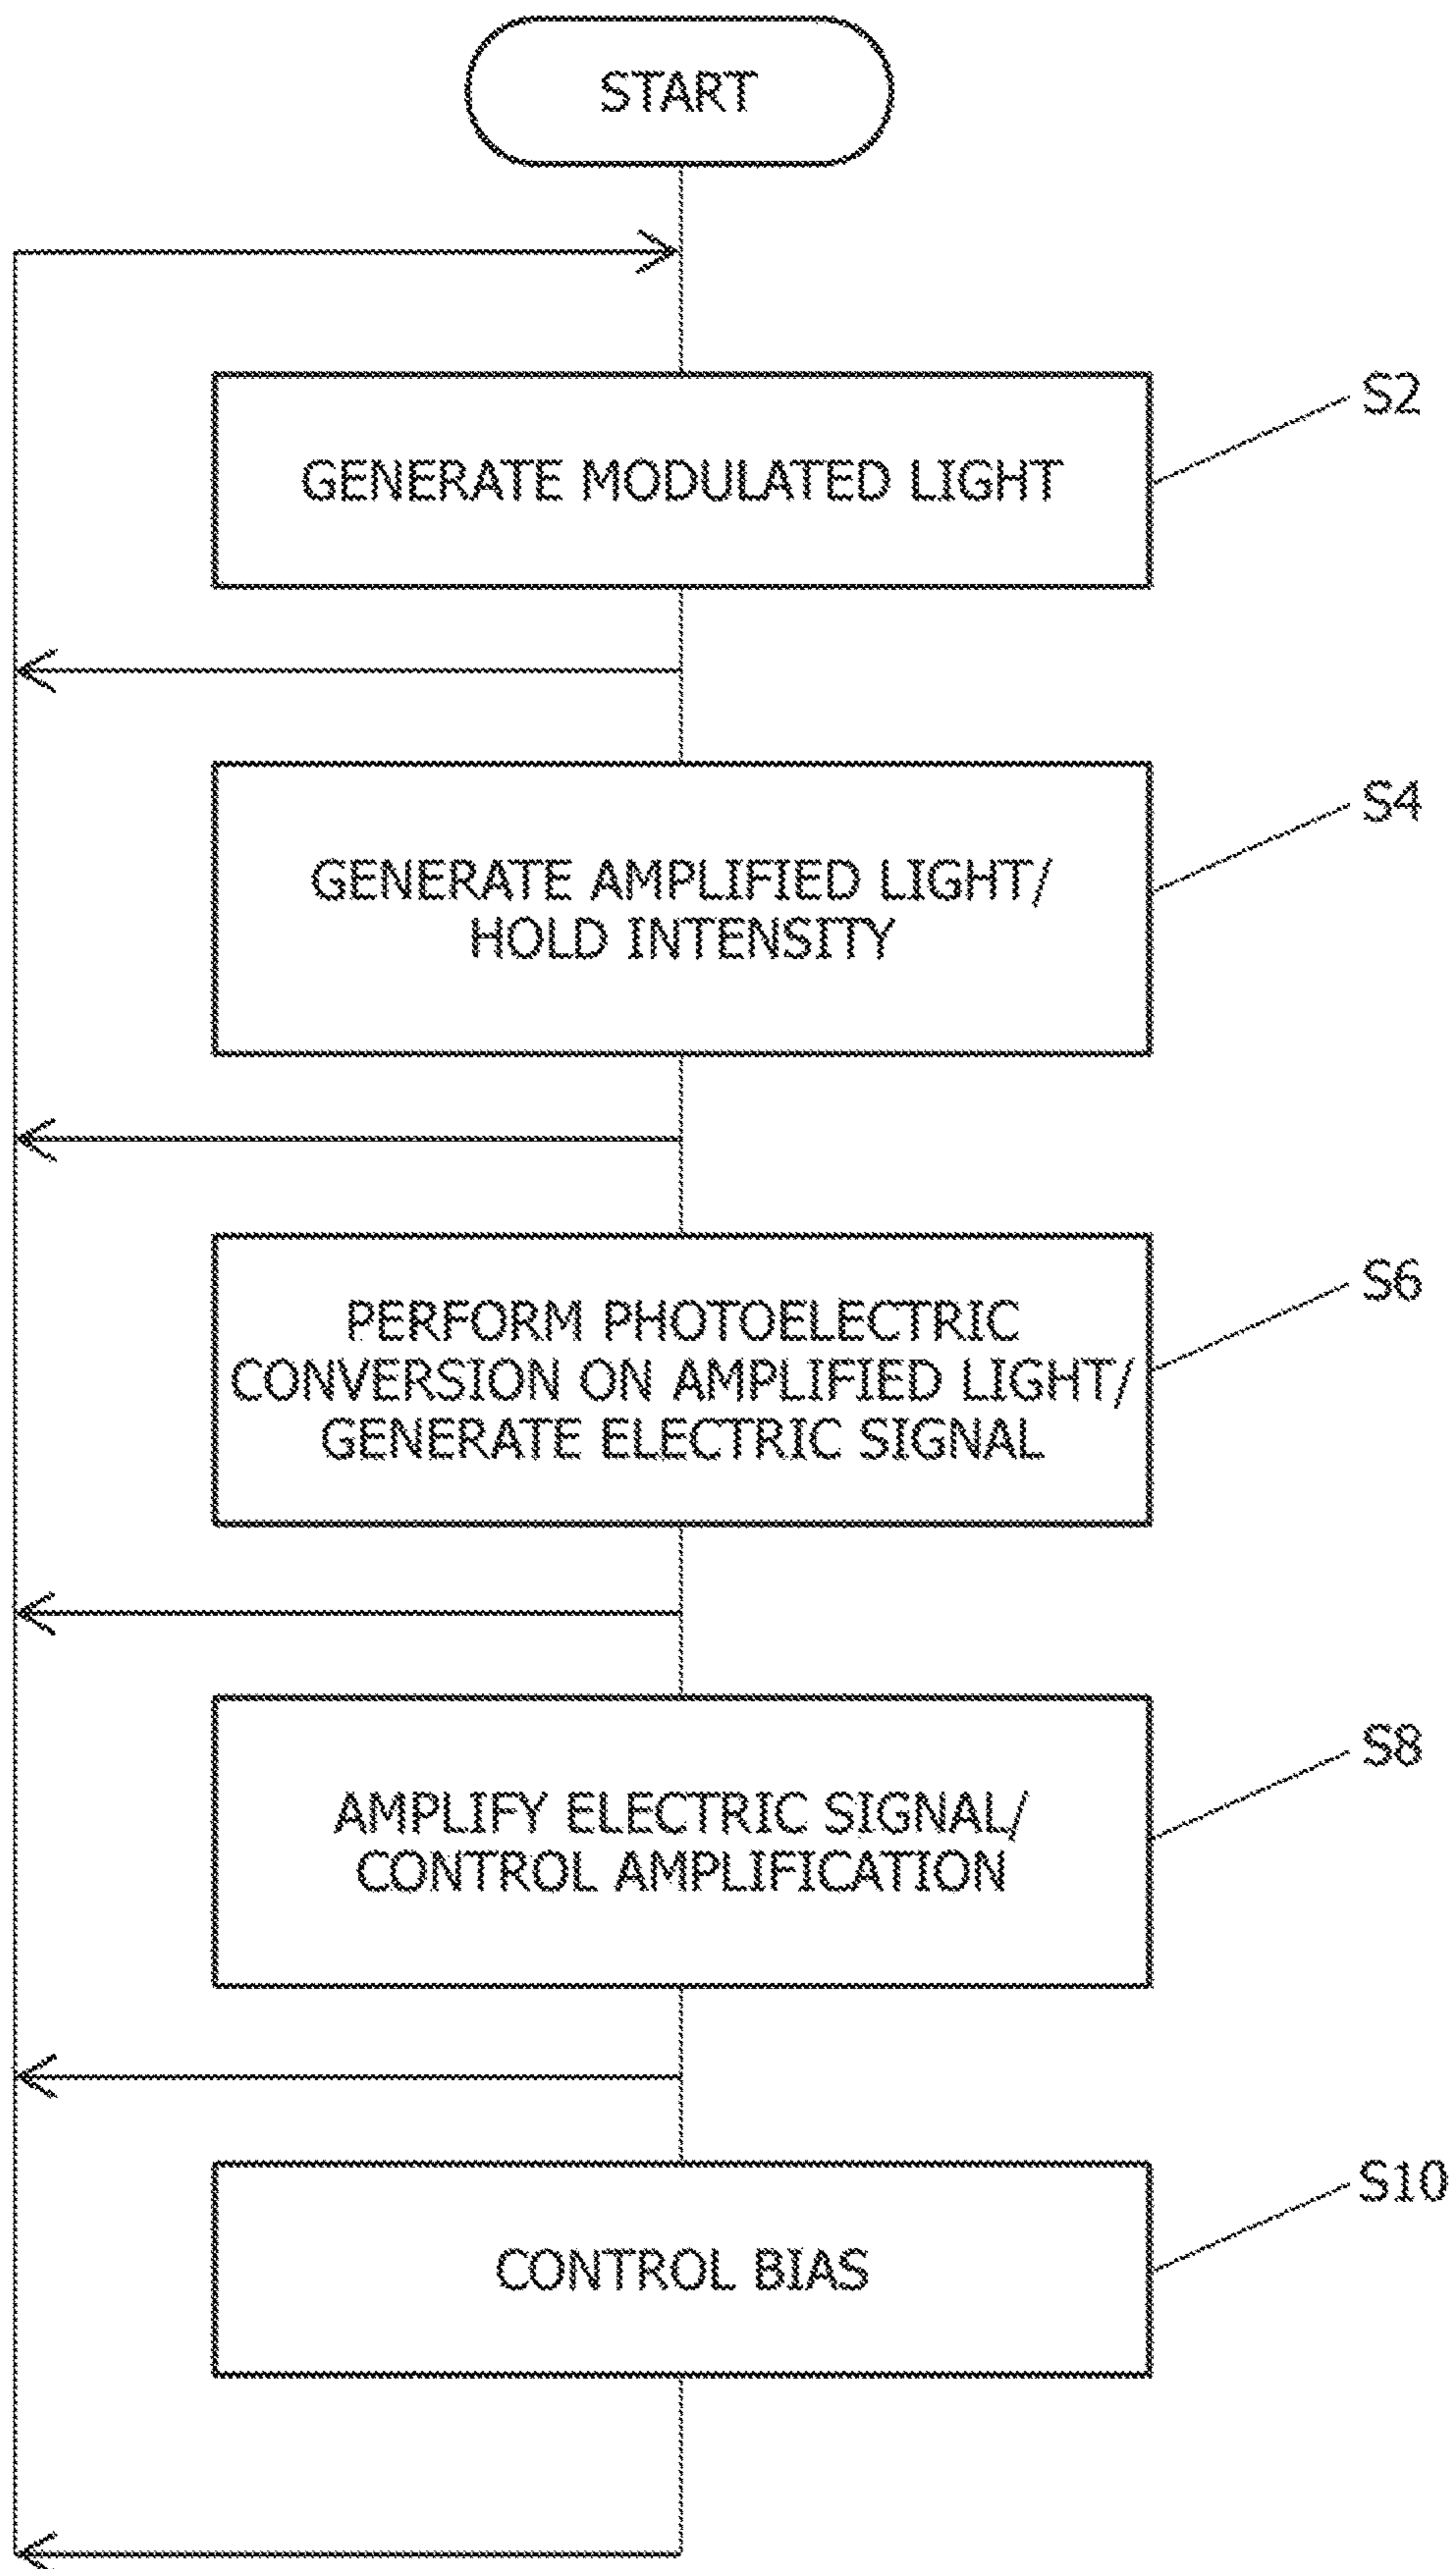 START
GENERATE MODULATED LIGHT
S2
GENERATE AMPLIFIED LIGHT/
HOLD INTENSITY
S4
PERFORM PHOTOELECTRIC
CONVERSION ON AMPLIFIED LIGHT/
GENERATE ELECTRIC SIGNAL
S6
AMPLIFY ELECTRIC SIGNAL/
CONTROL AMPLIFICATION
S8
CONTROL BIAS
S10